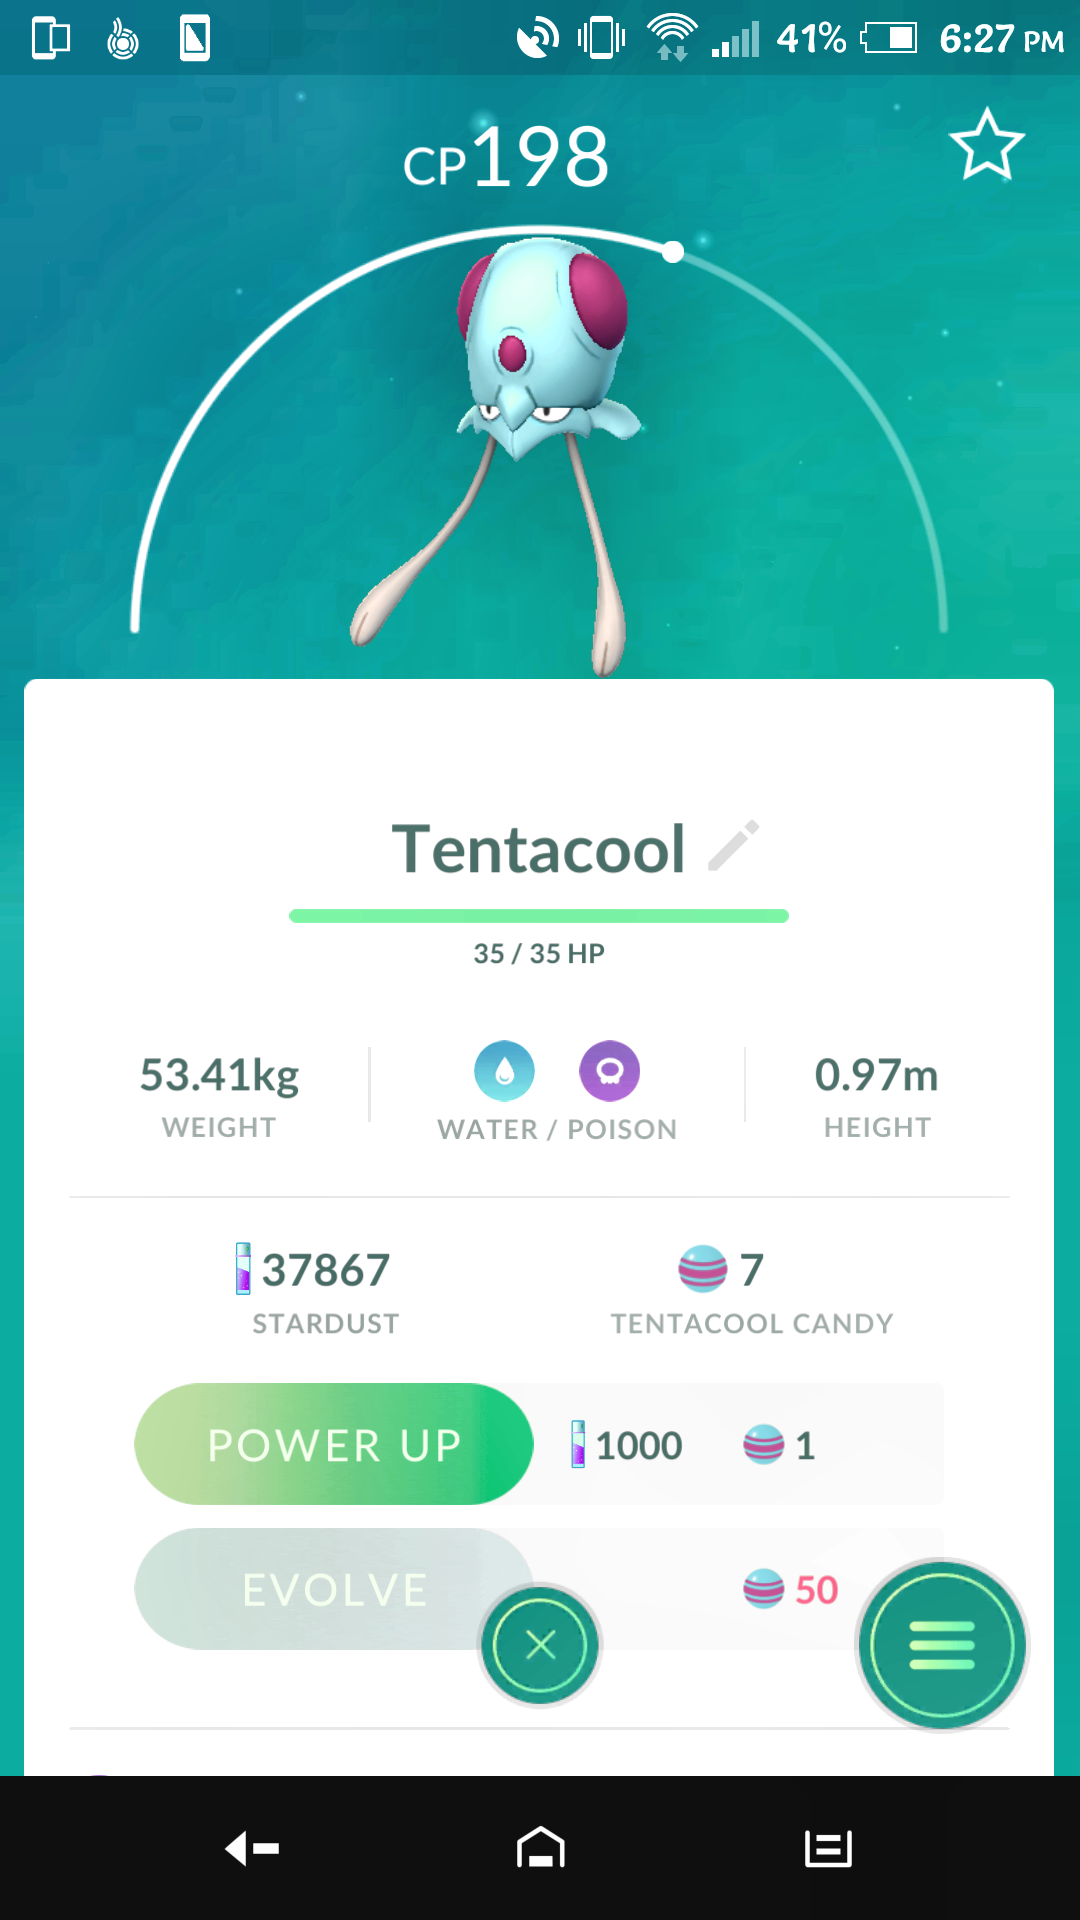 41% 6:27 PM
CP198
Tentacool
35 / 35 HP
53.41kg
WEIGHT
WATER / POISON
0.97m
HEIGHT
37867
STARDUST
7
TENTACOOL CANDY
POWER UP 1000 1
EVOLVE 50